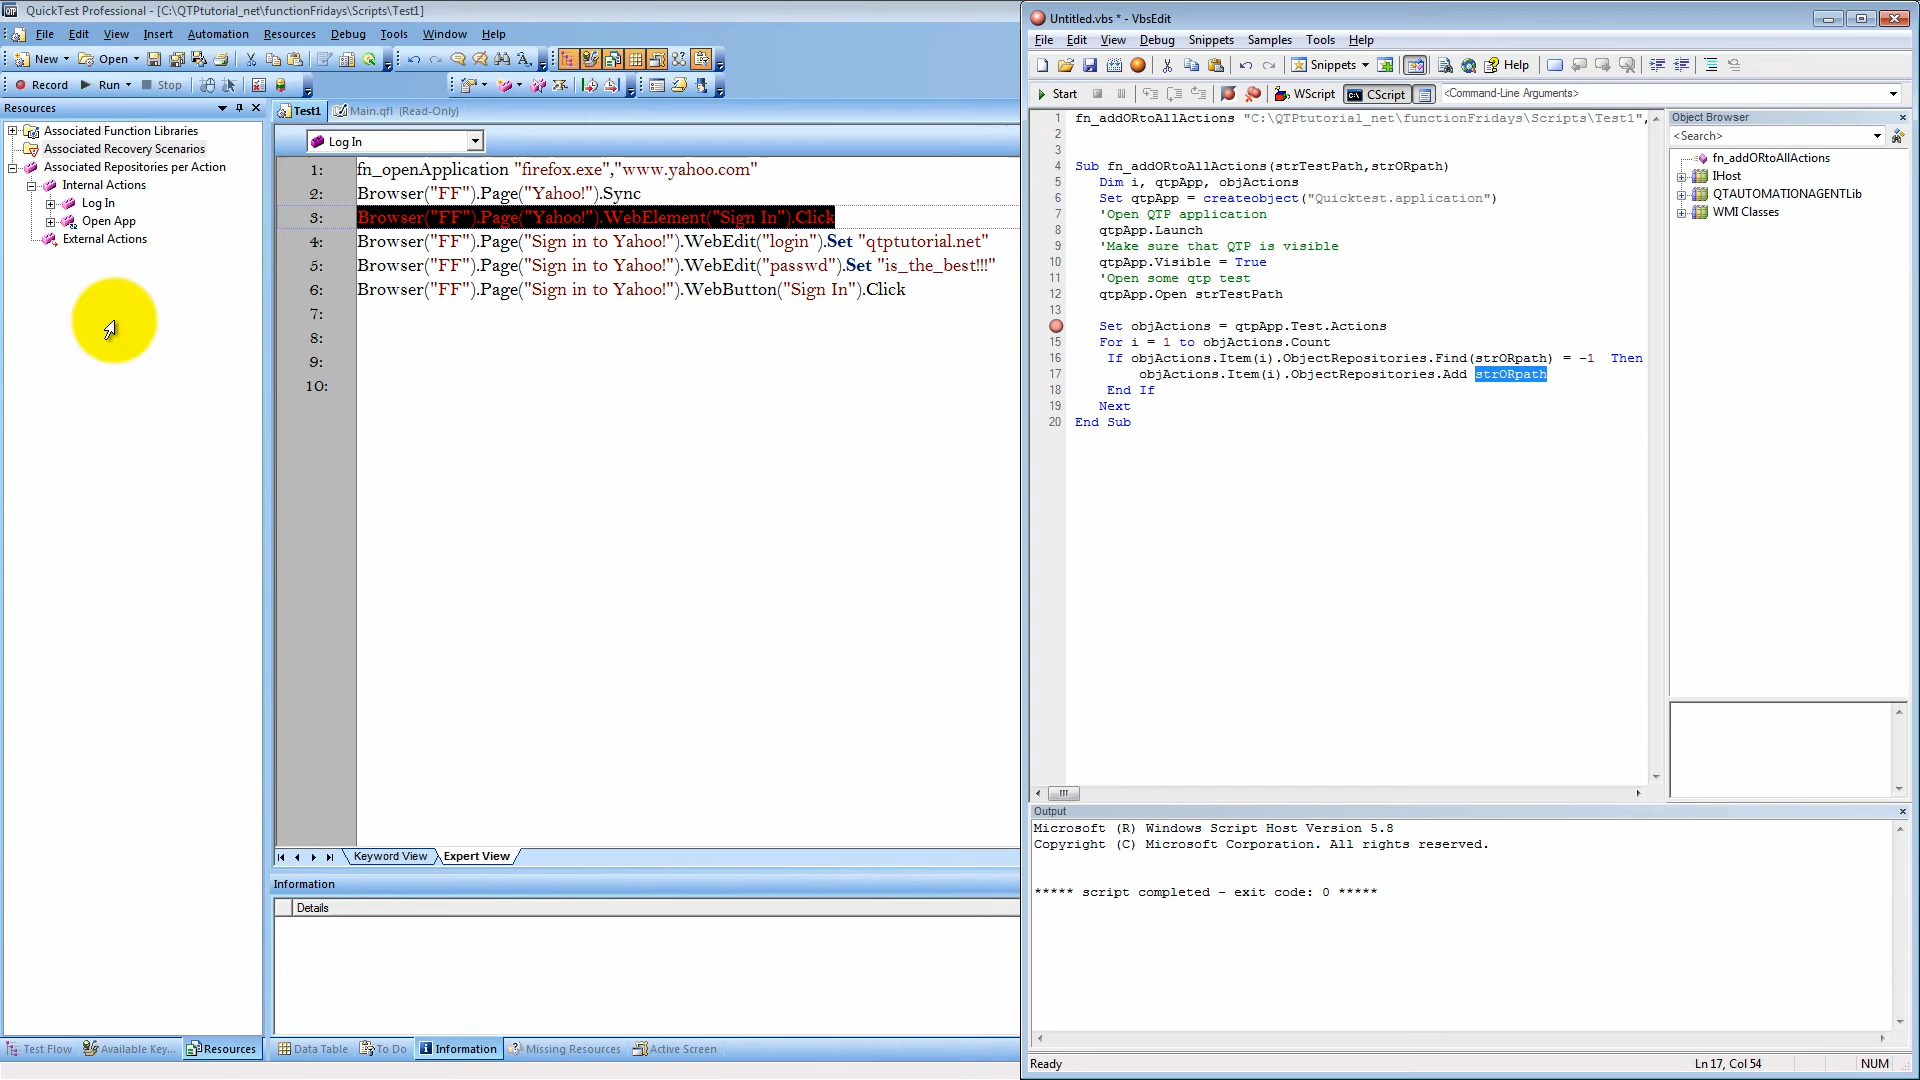 QuickTest Professional - [C:\QTPtutorial_net\functionFridays\Scripts\Test1]
File Edit View Insert Automation Resources Debug Tools Window Help
New Open
Record Run Stop
Resources
Associated Function Libraries
Associated Recovery Scenarios
Associated Repositories per Action
Internal Actions
Log In
Open App
External Actions
Test1 Main.qfl (Read-Only)
Log In
1: fn_openApplication "firefox.exe","www.yahoo.com"
2: Browser("FF").Page("Yahoo!").Sync
3: Browser("FF").Page("Yahoo!").WebElement("Sign In").Click
4: Browser("FF").Page("Sign in to Yahoo!").WebEdit("login").Set "qtptutorial.net"
5: Browser("FF").Page("Sign in to Yahoo!").WebEdit("passwd").Set "is_the_best!!!"
6: Browser("FF").Page("Sign in to Yahoo!").WebButton("Sign In").Click
7:
8:
9:
10:
Keyword View Expert View
Information
Details
Test Flow Available Key... Resources Data Table To Do Information Missing Resources Active Screen
Untitled.vbs * - VbsEdit
File Edit View Debug Snippets Samples Tools Help
Snippets Help
Start WScript CScript <Command-Line Arguments>
1 fn_addORtoAllActions "C:\QTPtutorial_net\functionFridays\Scripts\Test1",
2
3
4 Sub fn_addORtoAllActions(strTestPath,strORpath)
5 Dim i, qtpApp, objActions
6 Set qtpApp = createobject("Quicktest.application")
7 'Open QTP application
8 qtpApp.Launch
9 'Make sure that QTP is visible
10 qtpApp.Visible = True
11 'Open some qtp test
12 qtpApp.Open strTestPath
13
Set objActions = qtpApp.Test.Actions
15 For i = 1 to objActions.Count
16 If objActions.Item(i).ObjectRepositories.Find(strORpath) = -1 Then
17 objActions.Item(i).ObjectRepositories.Add strORpath
18 End If
19 Next
20 End Sub
Object Browser
<Search>
fn_addORtoAllActions
IHost
QTAUTOMATIONAGENTLib
WMI Classes
Output
Microsoft (R) Windows Script Host Version 5.8
Copyright (C) Microsoft Corporation. All rights reserved.
***** script completed - exit code: 0 *****
Ready Ln 17, Col 54 NUM